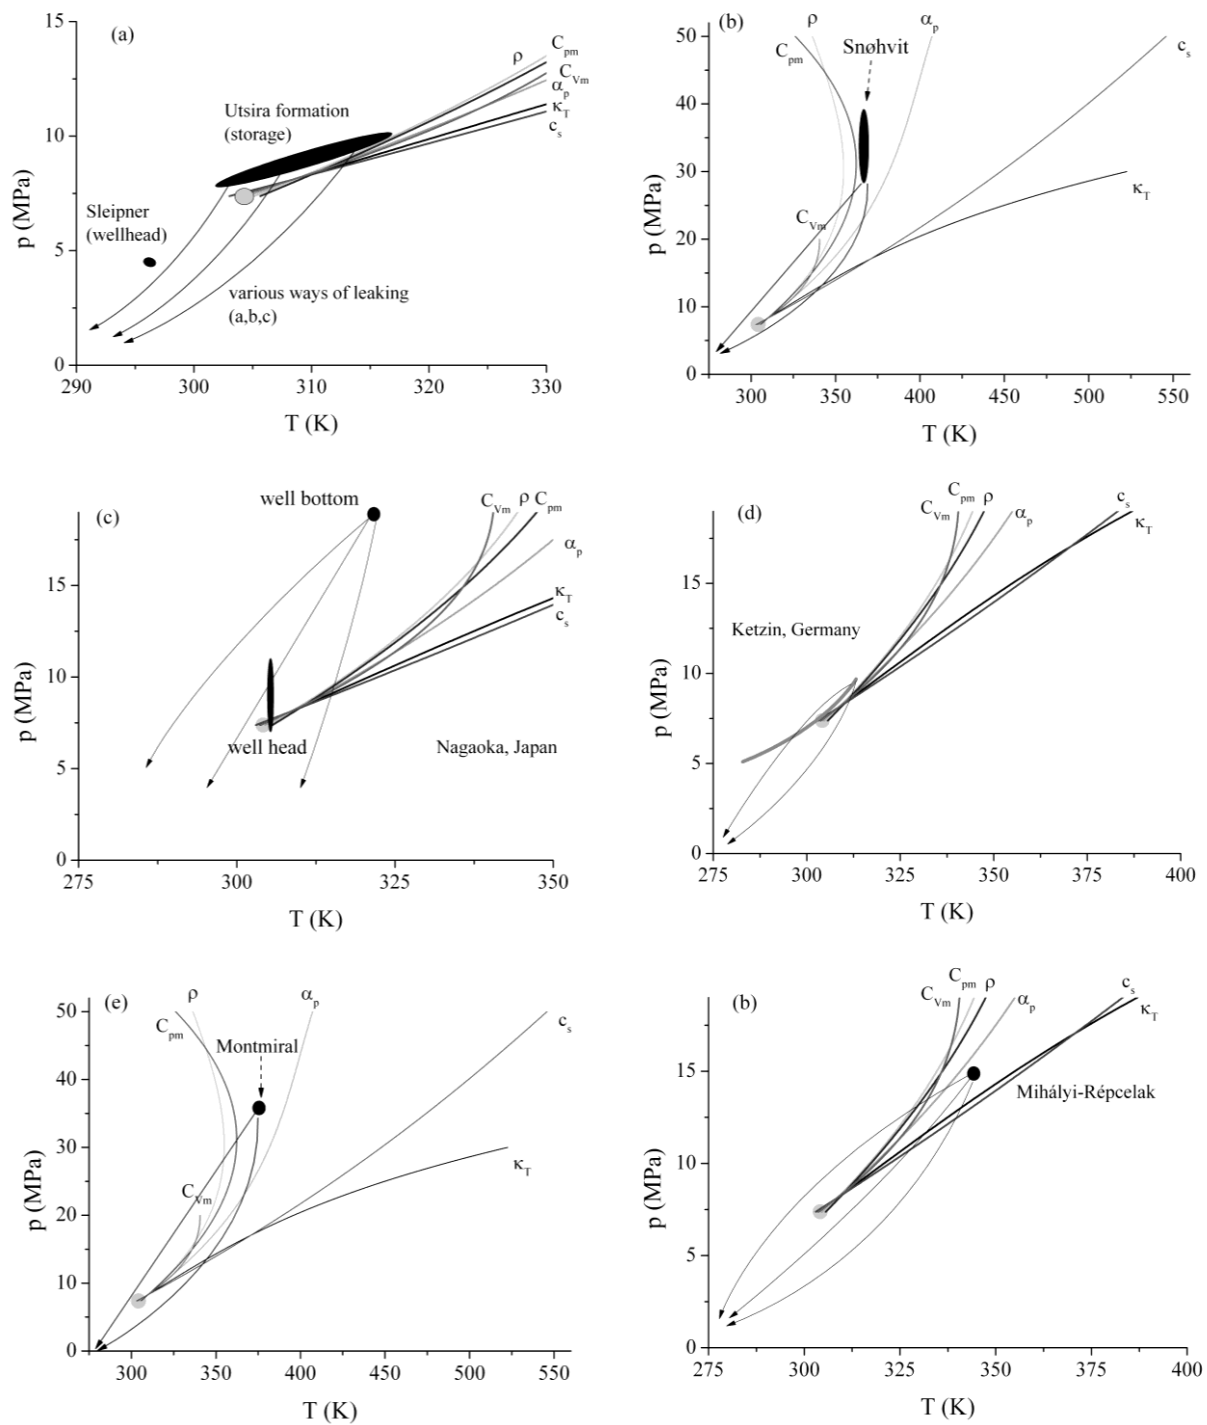 (a)
p (MPa)
15
10
5
0
290
300
310
320
330
T (K)
Utsira formation
(storage)
Sleipner
(wellhead)
various ways of leaking
(a,b,c)
ρ
Cpm
CVm
αp
κT
cs
(b)
p (MPa)
50
40
30
20
10
0
300
350
400
450
500
550
T (K)
ρ
Cpm
Snøhvit
αp
cs
CVm
κT
(c)
p (MPa)
15
10
5
0
275
300
325
350
T (K)
well bottom
CVm
ρ
Cpm
αp
κT
cs
well head
Nagaoka, Japan
(d)
p (MPa)
15
10
5
0
275
300
325
350
375
400
T (K)
Cpm
CVm
ρ
αp
cs
κT
Ketzin, Germany
(e)
p (MPa)
50
40
30
20
10
0
300
350
400
450
500
550
T (K)
ρ
Cpm
αp
Montmiral
cs
CVm
κT
(b)
p (MPa)
15
10
5
0
275
300
325
350
375
400
T (K)
Cpm
CVm
ρ
αp
cs
κT
Mihályi-Répcelak